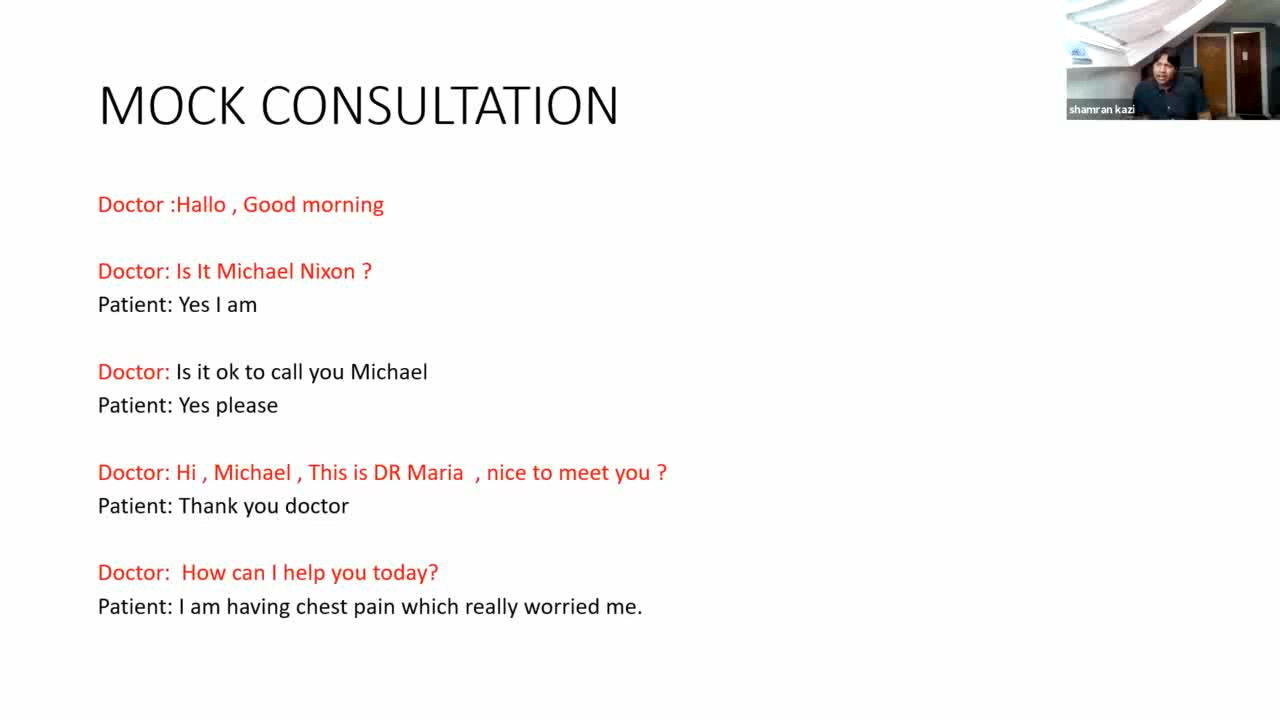 MOCK CONSULTATION
shamran kazi
Doctor :Hallo , Good morning
Doctor: Is It Michael Nixon ?
Patient: Yes I am
Doctor: Is it ok to call you Michael
Patient: Yes please
Doctor: Hi , Michael , This is DR Maria , nice to meet you ?
Patient: Thank you doctor
Doctor: How can I help you today?
Patient: I am having chest pain which really worried me.